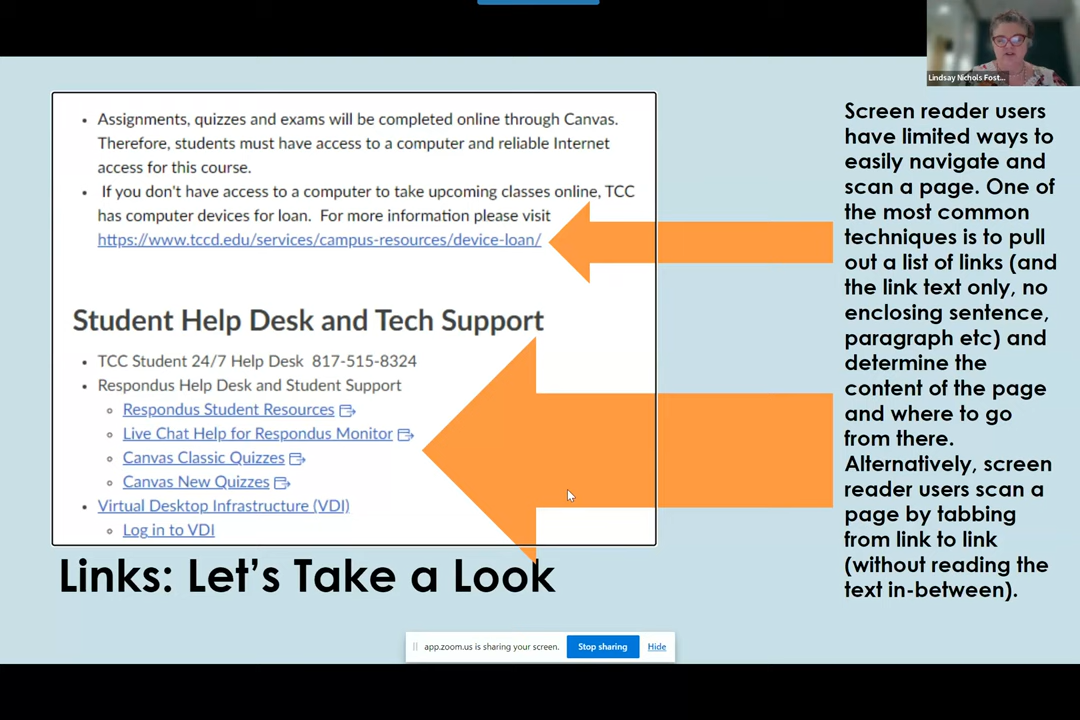 Lindsay Nichols Fost...
Assignments, quizzes and exams will be completed online through Canvas.
Therefore, students must have access to a computer and reliable Internet
access for this course.
If you don't have access to a computer to take upcoming classes online, TCC
has computer devices for loan. For more information please visit
https://www.tccd.edu/services/campus-resources/device-loan/
Student Help Desk and Tech Support
TCC Student 24/7 Help Desk 817-515-8324
Respondus Help Desk and Student Support
Respondus Student Resources
Live Chat Help for Respondus Monitor
Canvas Classic Quizzes
Canvas New Quizzes
Virtual Desktop Infrastructure (VDI)
Log in to VDI
Screen reader users
have limited ways to
easily navigate and
scan a page. One of
the most common
techniques is to pull
out a list of links (and
the link text only, no
enclosing sentence,
paragraph etc) and
determine the
content of the page
and where to go
from there.
Alternatively, screen
reader users scan a
page by tabbing
from link to link
(without reading the
text in-between).
Links: Let's Take a Look
app.zoom.us is sharing your screen.
Stop sharing
Hide